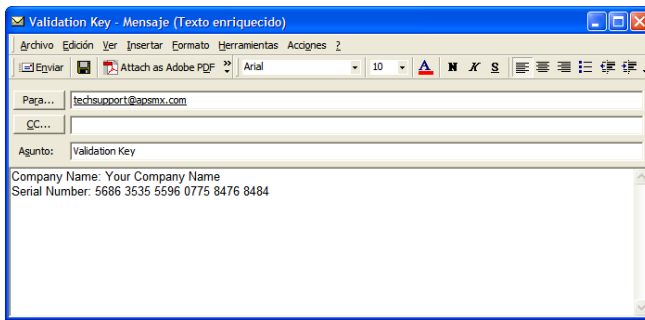 Validation Key - Mensaje (Texto enriquecido)
Archivo Edición Ver Insertar Formato Herramientas Acciones ?
Enviar Attach as Adobe PDF Arial 10 A N K S
Para... techsupport@apsmx.com
CC...
Asunto: Validation Key
Company Name: Your Company Name
Serial Number: 5686 3535 5596 0775 8476 8484